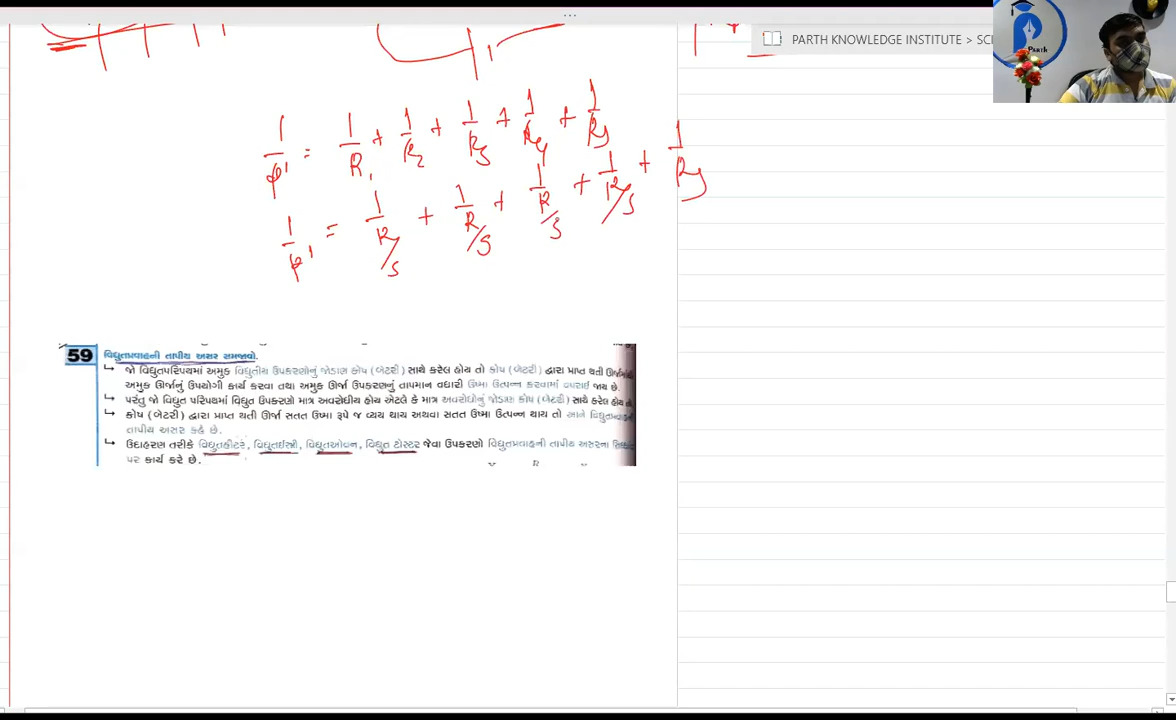 PARTH KNOWLEDGE INSTITUTE > SCI
Parth
1/R' = 1/R1 + 1/R2 + 1/R3 + 1/R4 + 1/R5
1/R' = 1/R/5 + 1/R/5 + 1/R/5 + 1/R/5 + 1/R5
59 વિદ્યુતપ્રવાહની તાપીય અસર સમજાવો.
↳ જો વિદ્યુતપરિપથમાં અમુક વિદ્યુતીય ઉપકરણોનું જોડાણ કોષ (બેટરી) સાથે કરેલ હોય તો કોષ (બેટરી) દ્વારા પ્રાપ્ત થતી
અમુક ઊર્જાનું ઉપયોગી કાર્ય કરવા તથા અમુક ઊર્જા ઉપકરણનું તાપમાન વધારી ઉષ્મા ઉત્પન્ન કરવામાં વપરાઈ જાય છે.
↳ પરંતુ જો વિદ્યુત પરિપથમાં વિદ્યુત ઉપકરણો માત્ર અવરોધીય હોય એટલે કે માત્ર અવરોધોનું જોડાણ કોષ (બેટરી) સાથે કરેલ હોય તો
↳ કોષ (બેટરી) દ્વારા પ્રાપ્ત થતી ઊર્જા સતત ઉષ્મા રૂપે જ વ્યય થાય અથવા સતત ઉષ્મા ઉત્પન્ન થાય તો આને વિદ્યુતપ્રવાહની
તાપીય અસર કહે છે.
↳ ઉદાહરણ તરીકે વિદ્યુતહીટર, વિદ્યુતઈસ્ત્રી, વિદ્યુતઓવન, વિદ્યુત ટોસ્ટર જેવા ઉપકરણો વિદ્યુતપ્રવાહની તાપીય અસરના
પર કાર્ય કરે છે.